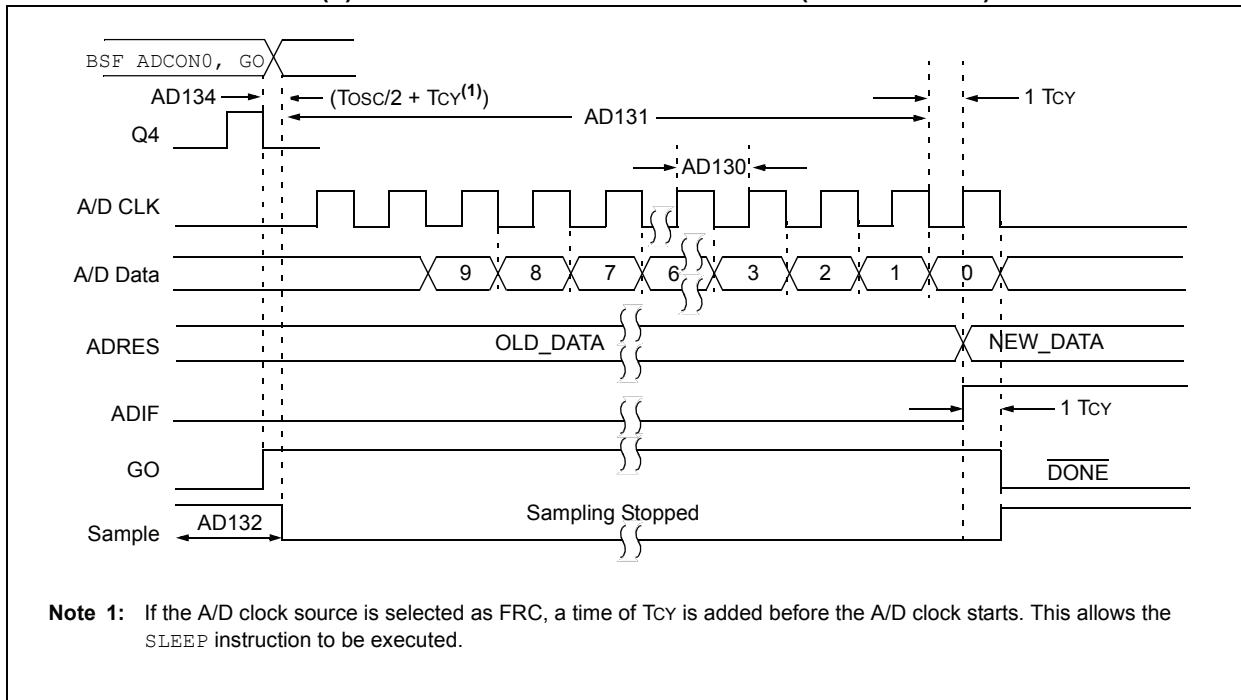 BSF ADCON0, GO
AD134
(TOSC/2 + TCY(1))
1 TCY
AD131
Q4
AD130
A/D CLK
A/D Data
9
8
7
6
3
2
1
0
OLD_DATA
NEW_DATA
ADRES
ADIF
1 TCY
GO
DONE
AD132
Sampling Stopped
Sample
Note 1: If the A/D clock source is selected as FRC, a time of TCY is added before the A/D clock starts. This allows the
SLEEP instruction to be executed.